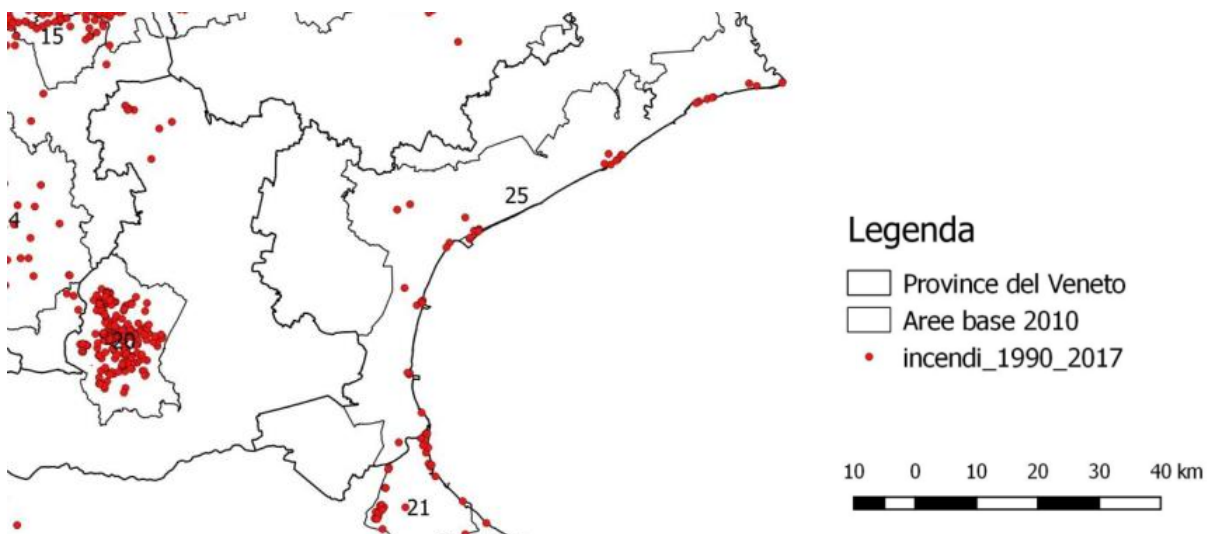 15
25
4
20
21
Legenda
Province del Veneto
Aree base 2010
incendi_1990_2017
10 0 10 20 30 40 km